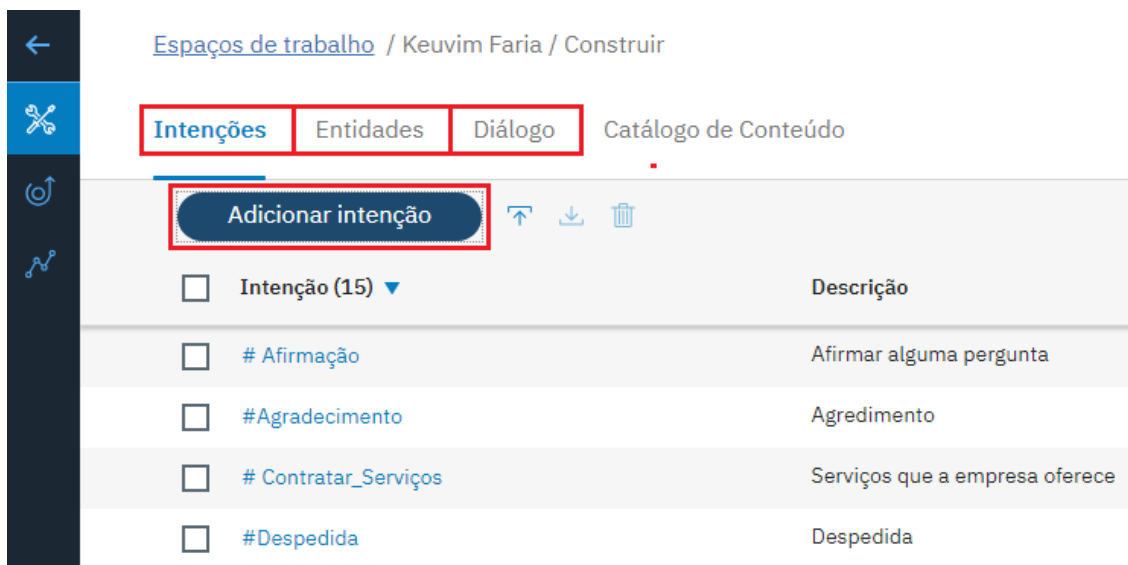 Espaços de trabalho / Keuvim Faria / Construir
Intenções Entidades Diálogo Catálogo de Conteúdo
Adicionar intenção
Intenção (15) Descrição
# Afirmação Afirmar alguma pergunta
#Agradecimento Agredimento
# Contratar_Serviços Serviços que a empresa oferece
#Despedida Despedida